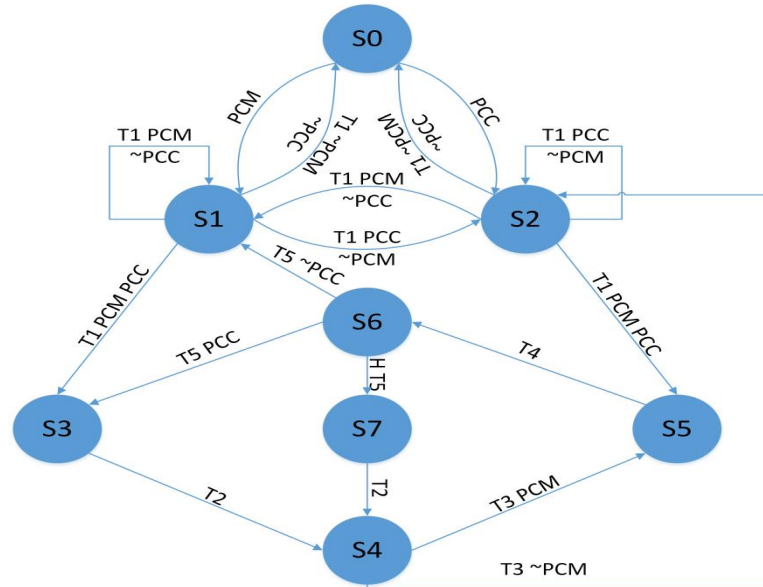 S0
PCM
T1 ~PCM
~PCC
T1 ~PCM
~PCC
PCC
T1 PCM
~PCC
T1 PCC
~PCM
T1 PCM
~PCC
S1
S2
T1 PCC
~PCM
T5 ~PCC
T1 PCM PCC
T1 PCM PCC
S6
T5 PCC
H T5
T4
S3
S7
S5
T2
T2
T3 PCM
S4
T3 ~PCM